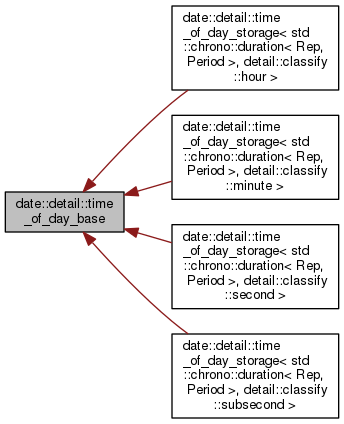 date::detail::time
_of_day_storage< std
::chrono::duration< Rep,
Period >, detail::classify
::hour >
date::detail::time
_of_day_storage< std
::chrono::duration< Rep,
Period >, detail::classify
::minute >
date::detail::time
_of_day_base
date::detail::time
_of_day_storage< std
::chrono::duration< Rep,
Period >, detail::classify
::second >
date::detail::time
_of_day_storage< std
::chrono::duration< Rep,
Period >, detail::classify
::subsecond >